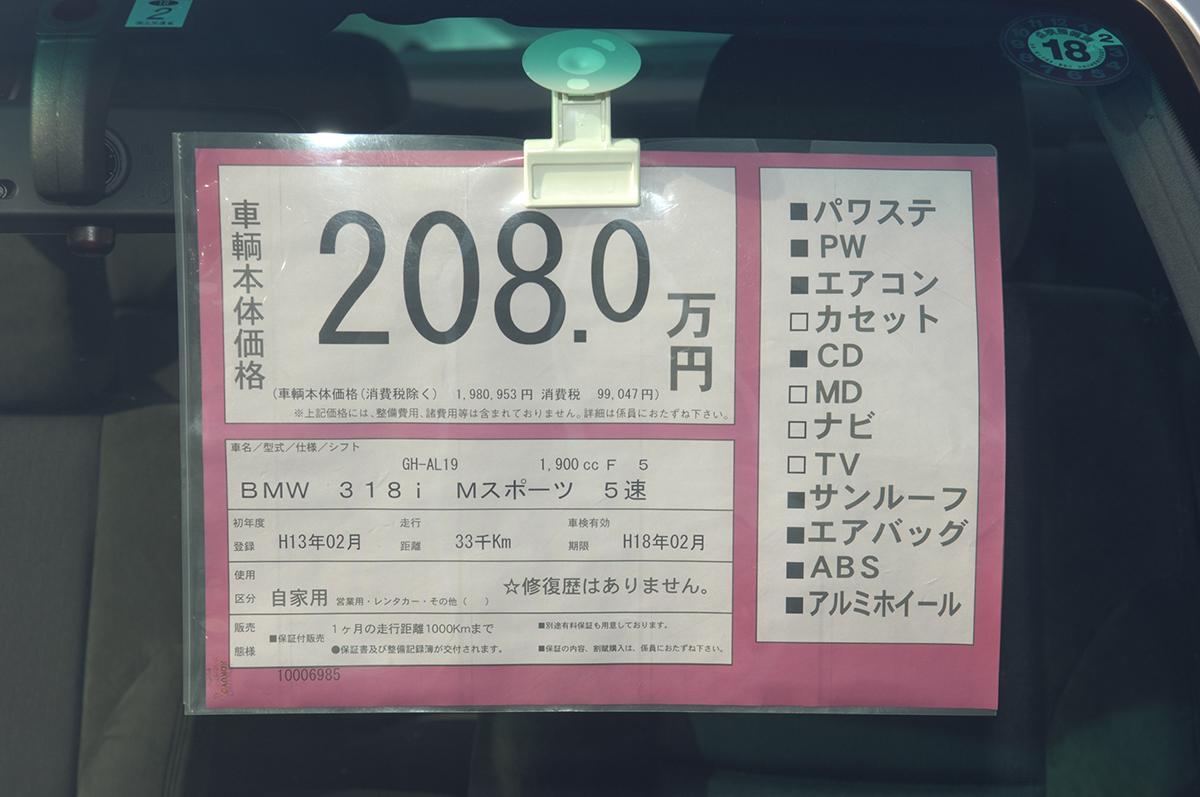 18
2
11 12
2
18
車輌本体価格
208.0
万円
(車輌本体価格(消費税除く) 1,980,953円 消費税 99,047円)
※上記価格には、整備費用、諸費用等は含まれておりません。詳細は係員におたずね下さい。
車名/型式/仕様/シフト
GH-AL19 1,900cc F 5
BMW 318i Mスポーツ 5速
初年度 走行 車検有効
登録 H13年02月 距離 33千Km 期限 H18年02月
使用
区分 自家用 営業用・レンタカー・その他( ) ☆修復歴はありません。
販売
態様
■保証付販売
1ヶ月の走行距離1000Kmまで
●保証書及び整備記録簿が交付されます。
■別途有料保証も用意しております。
■保証の内容、割賦購入は、係員におたずね下さい。
10006985
■パワステ
■PW
■エアコン
□カセット
■CD
□MD
□ナビ
□TV
■サンルーフ
■エアバッグ
■ABS
■アルミホイール